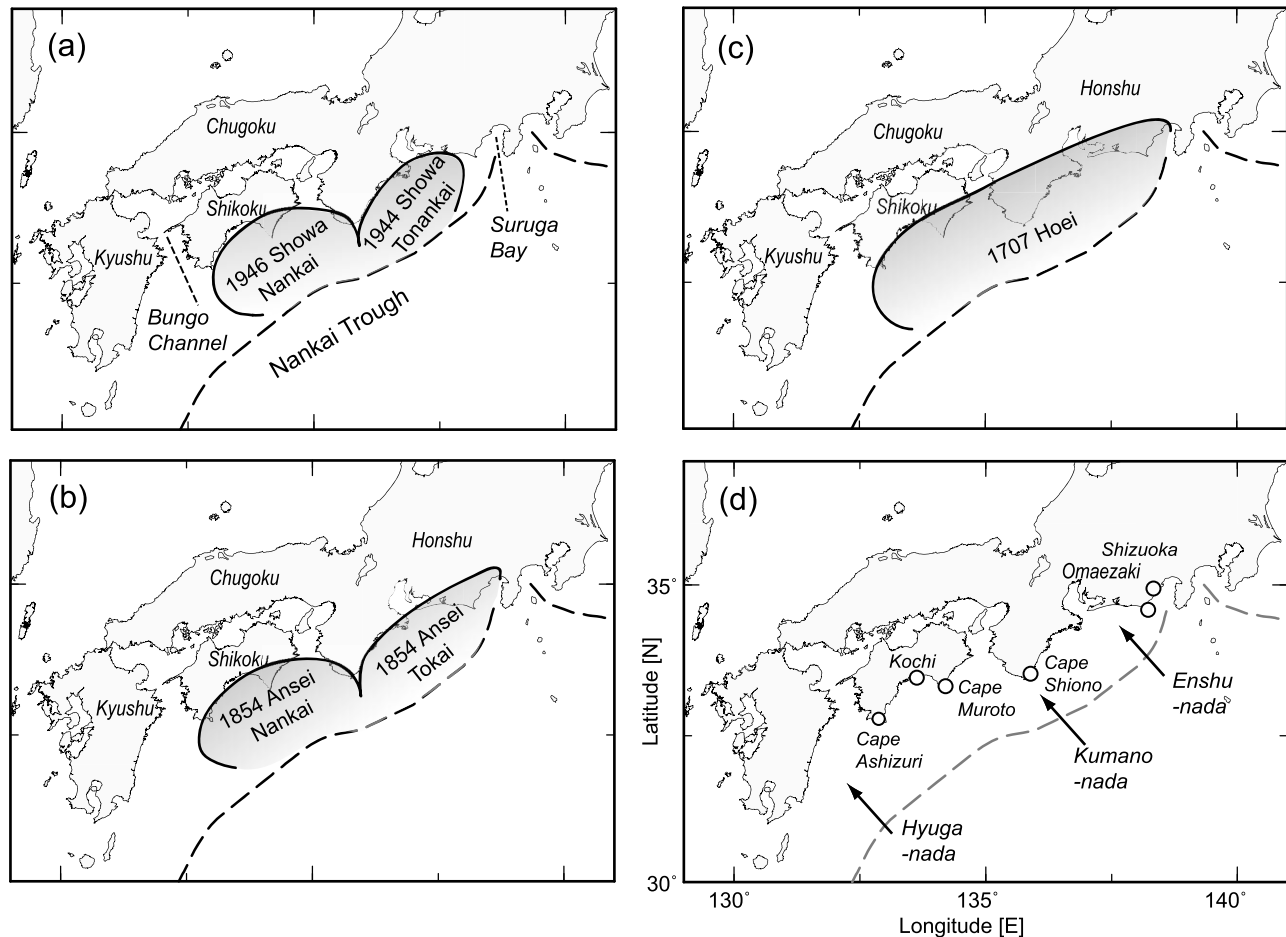 (a)
Chugoku
Shikoku
Kyushu
1946 Showa
Nankai
1944 Showa
Tonankai
Suruga
Bay
Bungo
Channel
Nankai Trough
(c)
Honshu
Chugoku
Shikoku
Kyushu
1707 Hoei
(b)
Honshu
Chugoku
Shikoku
Kyushu
1854 Ansei
Nankai
1854 Ansei
Tokai
(d)
Shizuoka
Omaezaki
Kochi
Cape
Muroto
Cape
Shiono
Cape
Ashizuri
Enshu
-nada
Kumano
-nada
Hyuga
-nada
35°
30°
Latitude [N]
130°
135°
140°
Longitude [E]